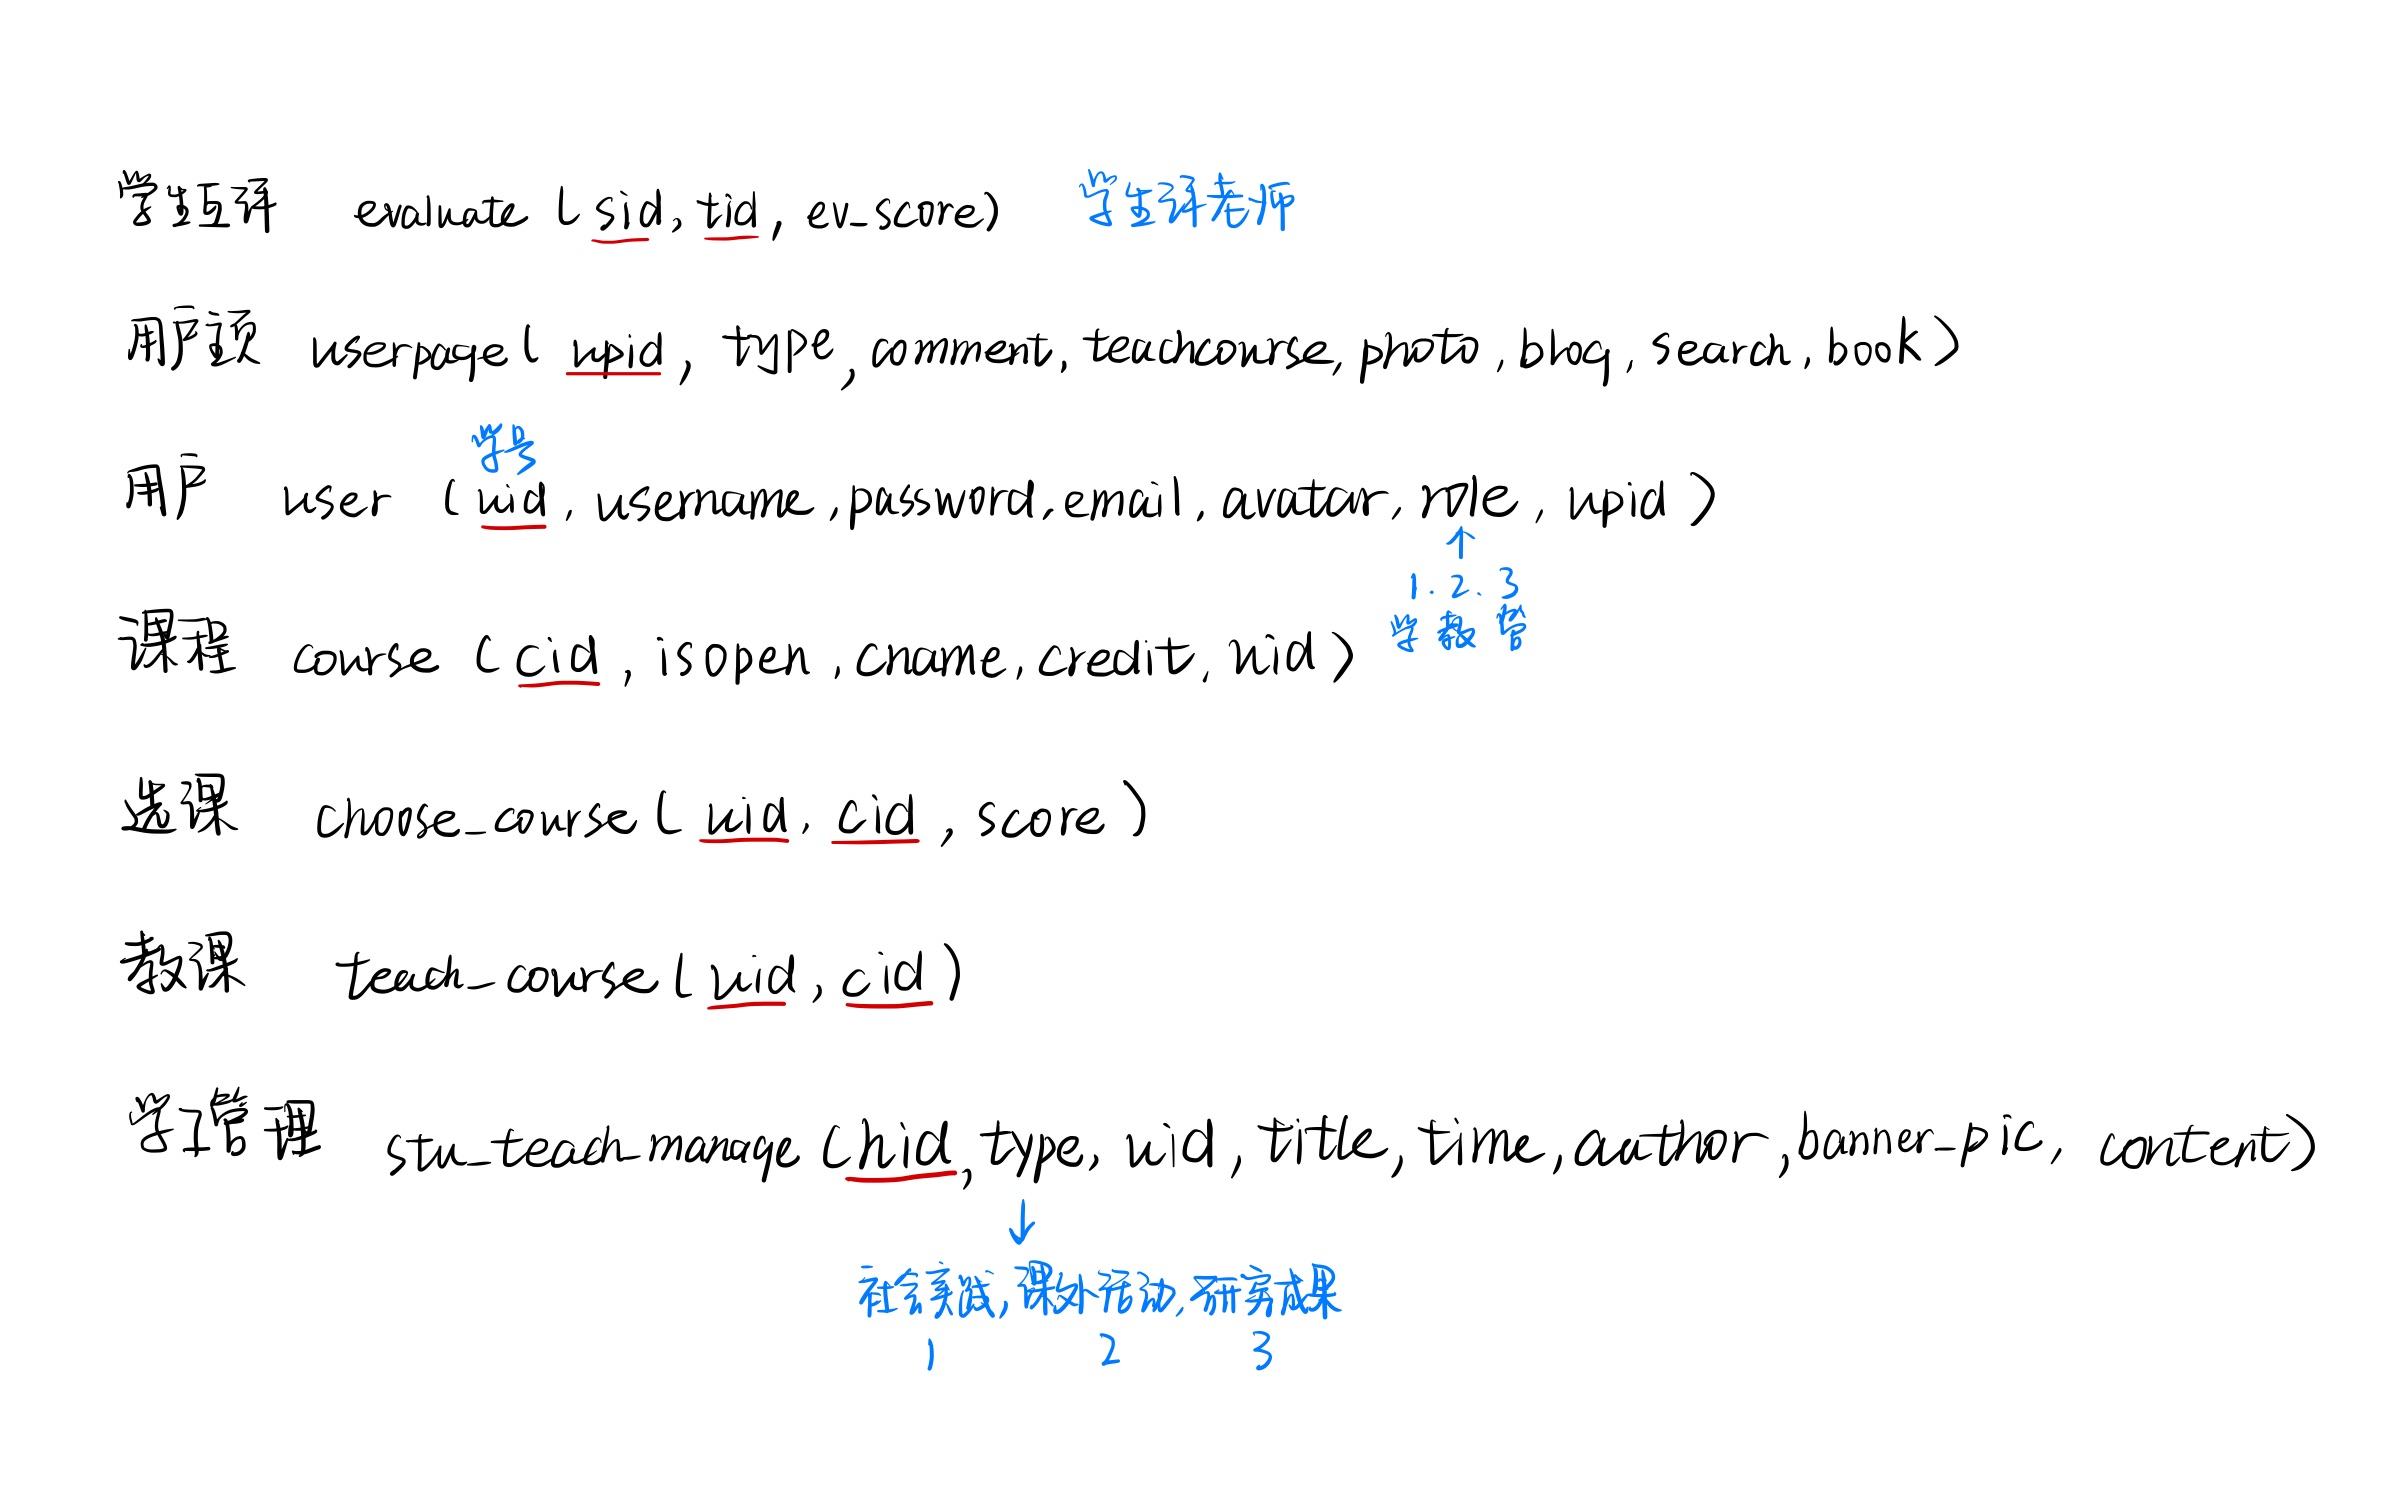 学生互评 evaluate (sid, tid, ev_score) 学生评老师
用户主页 userpage( upid, type, comment, teachcourse, photo, blog, search, book)
学号
用户 user (uid, username, password, email, avatar, role, upid)
↑
1. 2. 3
学 教 管
课程 course (cid, isopen, cname, credit, uid)
选课 choose_course( uid, cid, score)
教课 teach_course( uid, cid)
学工管理 stu_teach_manage (hid, type, uid, title, time, author, banner_pic, content)
↓
社会实践, 课外活动, 研究成果
1 2 3